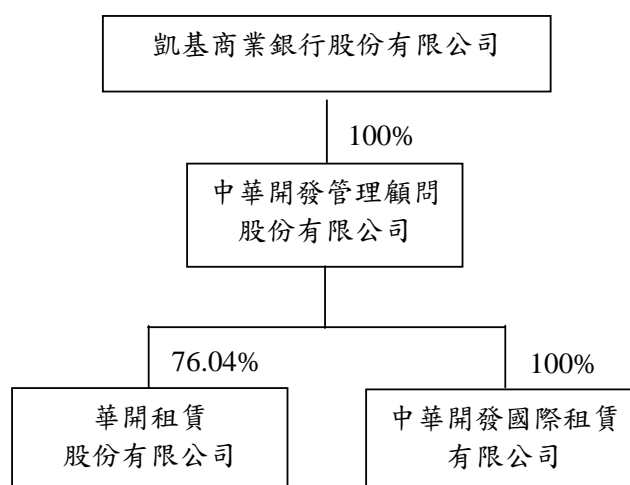 凱基商業銀行股份有限公司
100%
中華開發管理顧問
股份有限公司
76.04%
100%
華開租賃
股份有限公司
中華開發國際租賃
有限公司